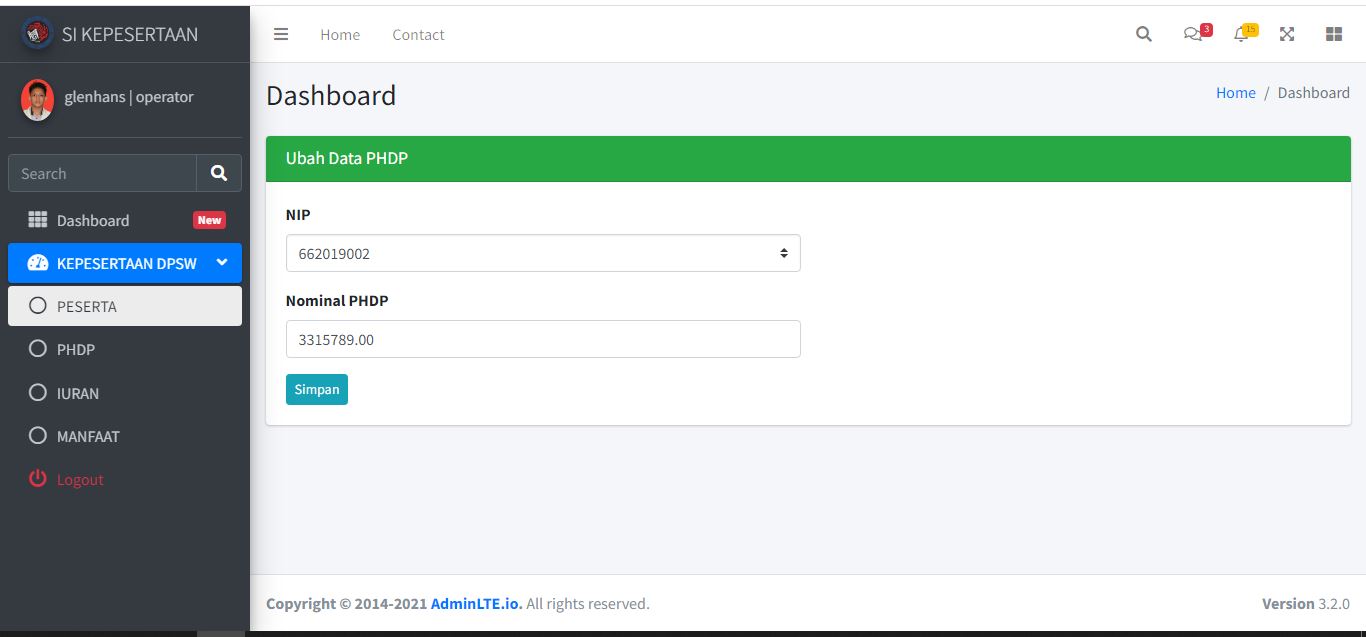 SI KEPESERTAAN
Home Contact
3
15
glenhans | operator
Dashboard
Home / Dashboard
Search
Ubah Data PHDP
Dashboard New
KEPESERTAAN DPSW
PESERTA
PHDP
IURAN
MANFAAT
Logout
NIP
662019002
Nominal PHDP
3315789.00
Simpan
Copyright © 2014-2021 AdminLTE.io. All rights reserved.
Version 3.2.0